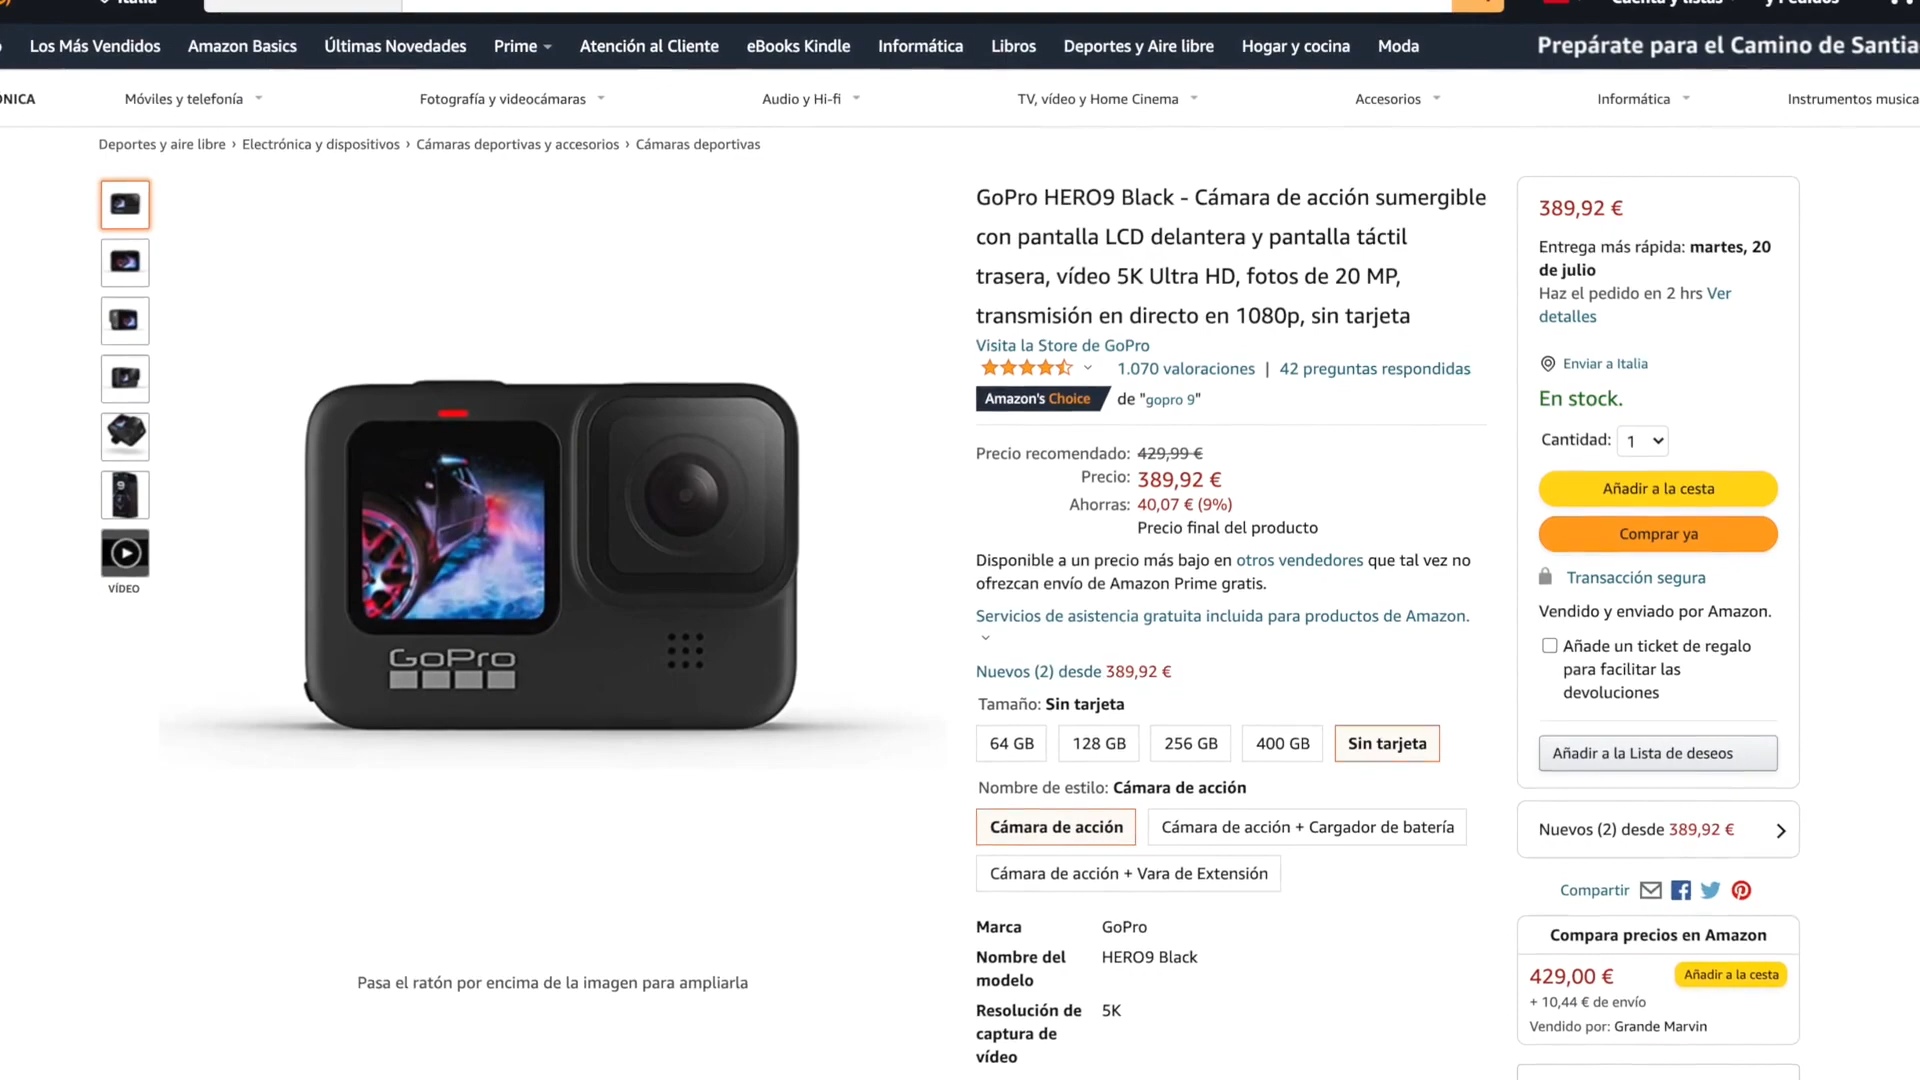 Italia
Cuenta y listas
y Pedidos
Los Más Vendidos
Amazon Basics
Últimas Novedades
Prime
Atención al Cliente
eBooks Kindle
Informática
Libros
Deportes y Aire libre
Hogar y cocina
Moda
Prepárate para el Camino de Santia
ÓNICA
Móviles y telefonía
Fotografía y videocámaras
Audio y Hi-fi
TV, vídeo y Home Cinema
Accesorios
Informática
Instrumentos musica
Deportes y aire libre › Electrónica y dispositivos › Cámaras deportivas y accesorios › Cámaras deportivas
VÍDEO
GoPro
Pasa el ratón por encima de la imagen para ampliarla
GoPro HERO9 Black - Cámara de acción sumergible
con pantalla LCD delantera y pantalla táctil
trasera, vídeo 5K Ultra HD, fotos de 20 MP,
transmisión en directo en 1080p, sin tarjeta
Visita la Store de GoPro
1.070 valoraciones | 42 preguntas respondidas
Amazon's Choice de "gopro 9"
Precio recomendado: 429,99 €
Precio: 389,92 €
Ahorras: 40,07 € (9%)
Precio final del producto
Disponible a un precio más bajo en otros vendedores que tal vez no
ofrezcan envío de Amazon Prime gratis.
Servicios de asistencia gratuita incluida para productos de Amazon.
Nuevos (2) desde 389,92 €
Tamaño: Sin tarjeta
64 GB
128 GB
256 GB
400 GB
Sin tarjeta
Nombre de estilo: Cámara de acción
Cámara de acción
Cámara de acción + Cargador de batería
Cámara de acción + Vara de Extensión
Marca GoPro
Nombre del HERO9 Black
modelo
Resolución de 5K
captura de
vídeo
389,92 €
Entrega más rápida: martes, 20
de julio
Haz el pedido en 2 hrs Ver
detalles
Enviar a Italia
En stock.
Cantidad: 1
Añadir a la cesta
Comprar ya
Transacción segura
Vendido y enviado por Amazon.
Añade un ticket de regalo
para facilitar las
devoluciones
Añadir a la Lista de deseos
Nuevos (2) desde 389,92 €
Compartir
Compara precios en Amazon
429,00 €
Añadir a la cesta
+ 10,44 € de envío
Vendido por: Grande Marvin